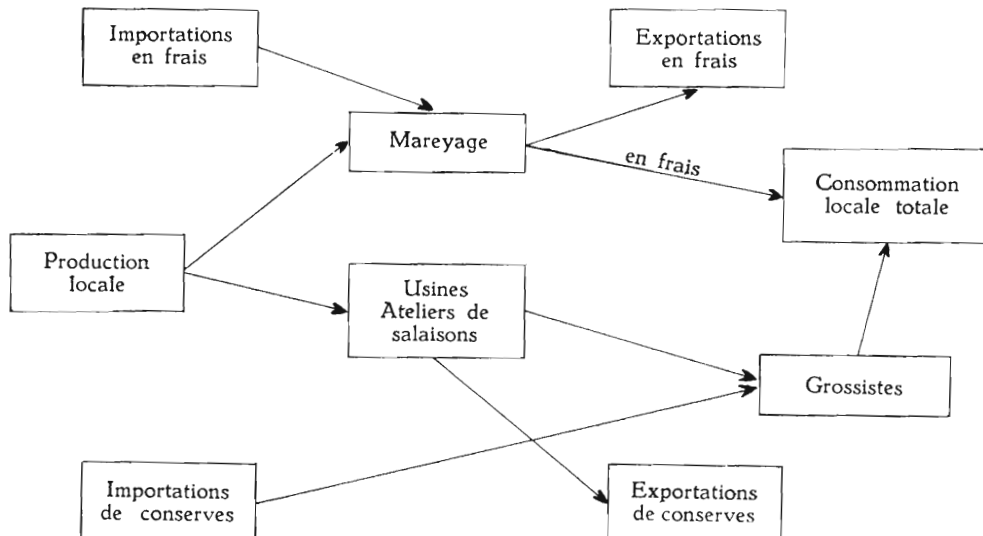 Importations
en frais
Exportations
en frais
Mareyage
en frais
Consommation
locale totale
Production
locale
Usines
Ateliers de
salaisons
Grossistes
Importations
de conserves
Exportations
de conserves